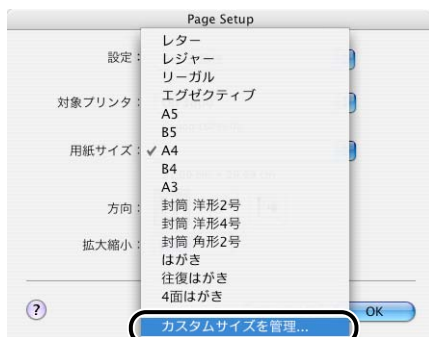 Page Setup
設定：
対象プリンタ：
用紙サイズ：
方向：
拡大縮小：
レター
レジャー
リーガル
エグゼクティブ
A5
B5
✓ A4
B4
A3
封筒 洋形2号
封筒 洋形4号
封筒 角形2号
はがき
往復はがき
4面はがき
カスタムサイズを管理...
?
OK